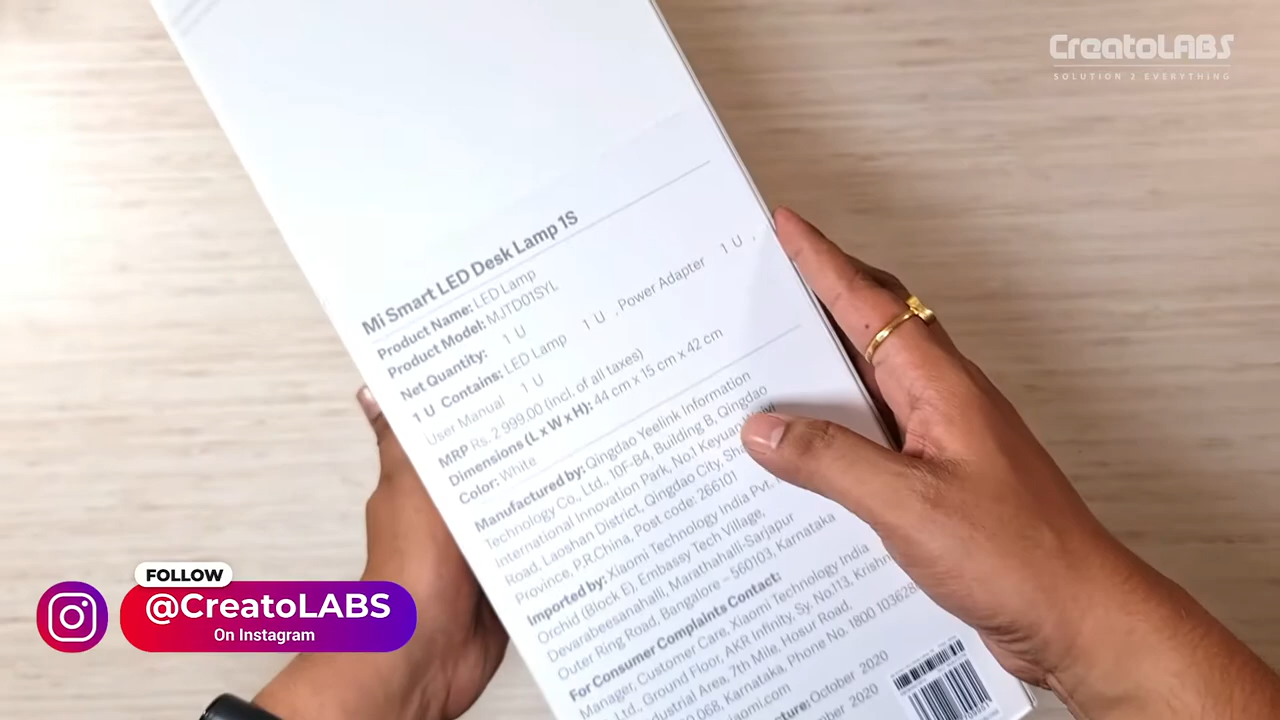 CreatoLABS
SOLUTION 2 EVERYTHING
Mi Smart LED Desk Lamp 1S
Product Name: LED Lamp
Product Model: MJTD01SYL
Net Quantity: 1 U
1 U Contains: LED Lamp 1 U , Power Adapter 1 U ,
User Manual 1 U
MRP Rs. 2 999.00 (incl. of all taxes)
Dimensions (L x W x H): 44 cm x 15 cm x 42 cm
Color: White
Manufactured by: Qingdao Yeelink Information
Technology Co., Ltd., 10F-B4, Building B, Qingdao
International Innovation Park, No.1 Keyuan
Road, Laoshan District, Qingdao City,
Province, P.R.China, Post code: 266101
Imported by: Xiaomi Technology India Pvt.
Orchid (Block E), Embassy Tech Village,
Devarabeesanahalli, Marathahalli-Sarjapur
Outer Ring Road, Bangalore – 560103, Karnataka
For Consumer Complaints Contact:
Manager, Customer Care, Xiaomi Technology India
Ltd., Ground Floor, AKR Infinity, Sy. No.113, Krishn
Industrial Area, 7th Mile, Hosur Road,
068, Karnataka, Phone No. 1800 1036286
October 2020
2020
FOLLOW
@CreatoLABS
On Instagram